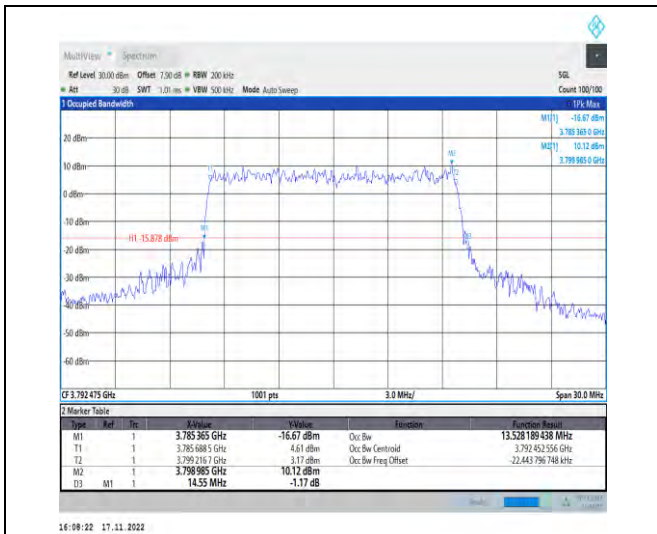 MultiView Spectrum
Ref Level 30.00 dBm Offset 7.90 dB RBW 200 kHz SGL
Att 30 dB SWT 1.01 ms VBW 500 kHz Mode Auto Sweep Count 100/100
1 Occupied Bandwidth 1Pk Max
M1[1] -16.67 dBm
3.785 365 0 GHz
M2[1] 10.12 dBm
3.798 985 0 GHz
20 dBm
10 dBm
0 dBm
-10 dBm
H1 -15.878 dBm
-20 dBm
-30 dBm
-40 dBm
-50 dBm
-60 dBm
M2
T2
M1
CF 3.792 475 GHz 1001 pts 3.0 MHz/ Span 30.0 MHz
2 Marker Table
Type Ref Trc X-Value Y-Value Function Function Result
M1 1 3.785 365 GHz -16.67 dBm Occ Bw 13.528 189 438 MHz
T1 1 3.785 688 5 GHz 4.61 dBm Occ Bw Centroid 3.792 452 556 GHz
T2 1 3.799 216 7 GHz 3.17 dBm Occ Bw Freq Offset -22.443 796 748 kHz
M2 1 3.798 985 GHz 10.12 dBm
D3 M1 1 14.55 MHz -1.17 dB
16:08:22 17.11.2022